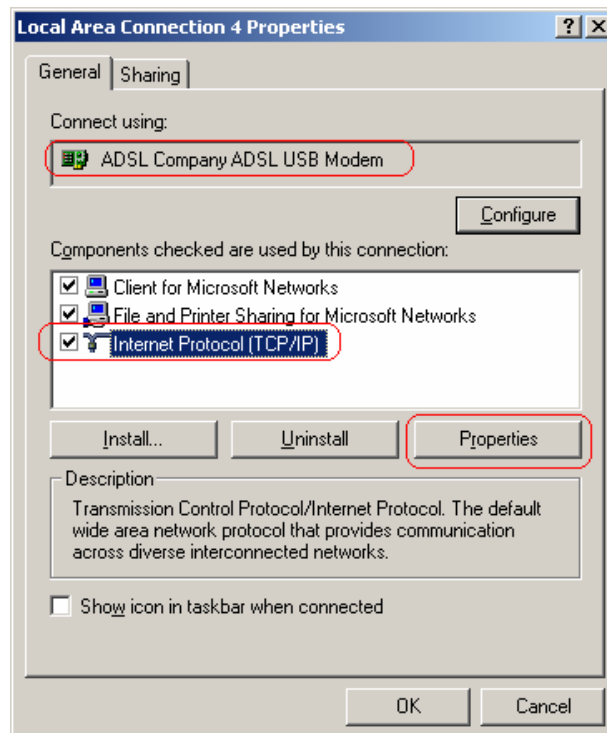 Local Area Connection 4 Properties
General Sharing
Connect using:
ADSL Company ADSL USB Modem
Configure
Components checked are used by this connection:
Client for Microsoft Networks
File and Printer Sharing for Microsoft Networks
Internet Protocol (TCP/IP)
Install... Uninstall Properties
Description
Transmission Control Protocol/Internet Protocol. The default
wide area network protocol that provides communication
across diverse interconnected networks.
Show icon in taskbar when connected
OK Cancel